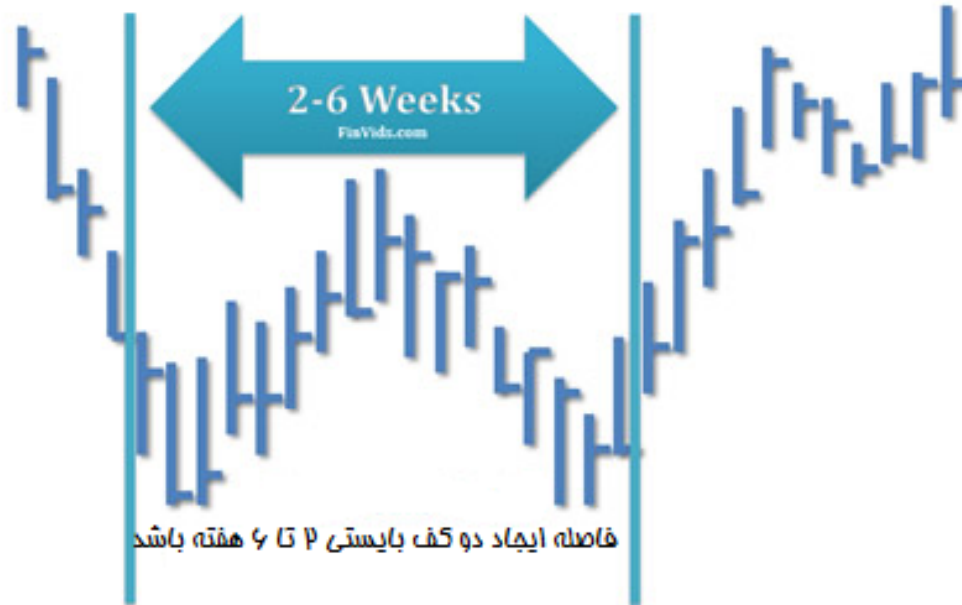 2-6 Weeks
FinVids.com
فاصله ایجاد دو کف بایستی ۲ تا ۶ هفته باشد